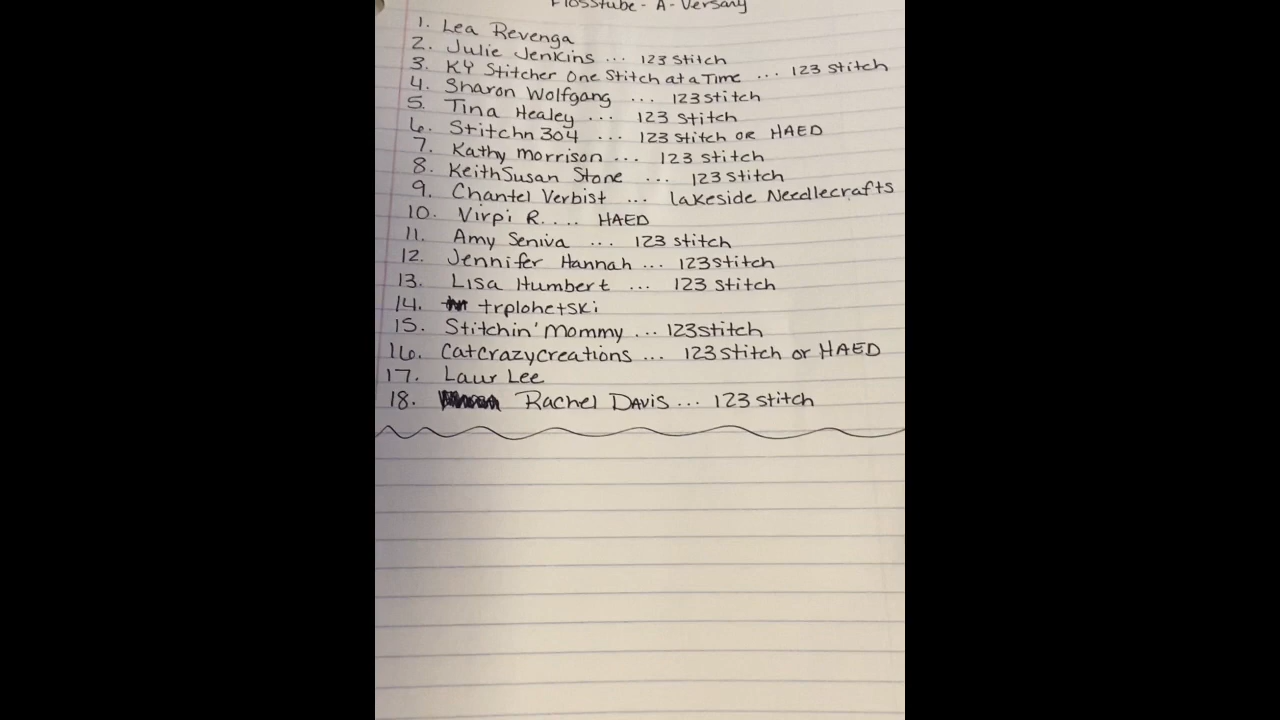 Flosstube - A - Versary
1. Lea Revenga
2. Julie Jenkins ... 123 Stitch
3. KY Stitcher One Stitch at a Time ... 123 Stitch
4. Sharon Wolfgang ... 123 Stitch
5. Tina Healey ... 123 Stitch
6. Stitchn 304 ... 123 Stitch or HAED
7. Kathy Morrison ... 123 Stitch
8. KeithSusan Stone ... 123 Stitch
9. Chantel Verbist ... Lakeside Needlecrafts
10. Virpi R.... HAED
11. Amy Seniva ... 123 Stitch
12. Jennifer Hannah ... 123 Stitch
13. Lisa Humbert ... 123 Stitch
14. trplohetski
15. Stitchin' Mommy ... 123 Stitch
16. CatCrazyCreations ... 123 Stitch or HAED
17. Laur Lee
18. Rachel Davis ... 123 Stitch